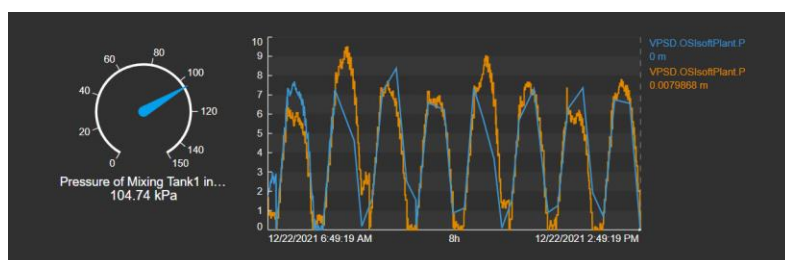 0
20
40
60
80
100
120
140
150
Pressure of Mixing Tank1 in...
104.74 kPa
10
9
8
7
6
5
4
3
2
1
0
12/22/2021 6:49:19 AM 8h 12/22/2021 2:49:19 PM
VPSD.OSIsoftPlant.P
0 m
VPSD.OSIsoftPlant.P
0.0079868 m